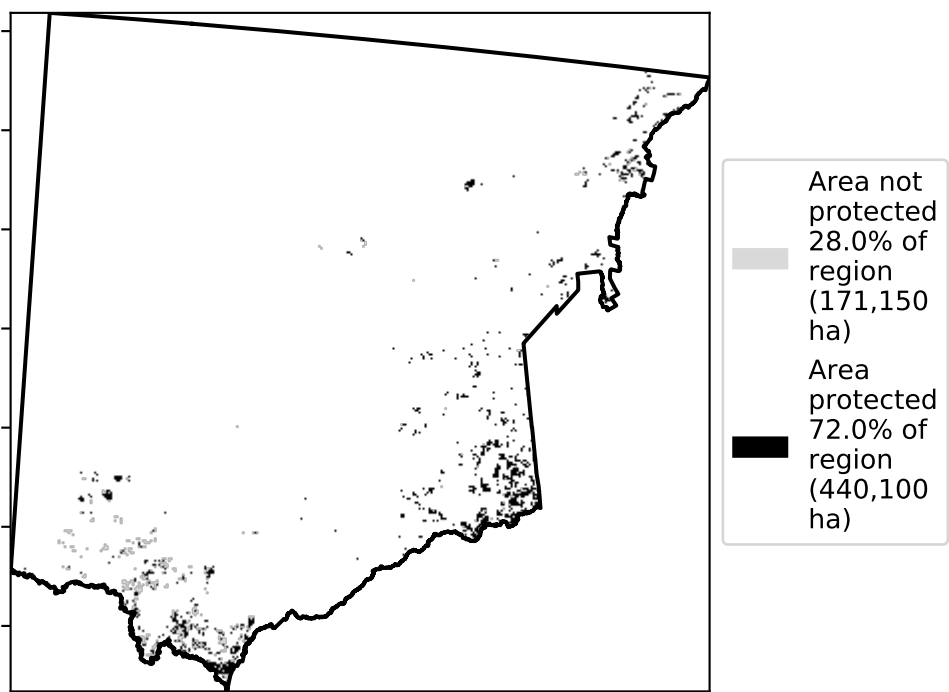 Area not
protected
28.0% of
region
(171,150
ha)
Area
protected
72.0% of
region
(440,100
ha)